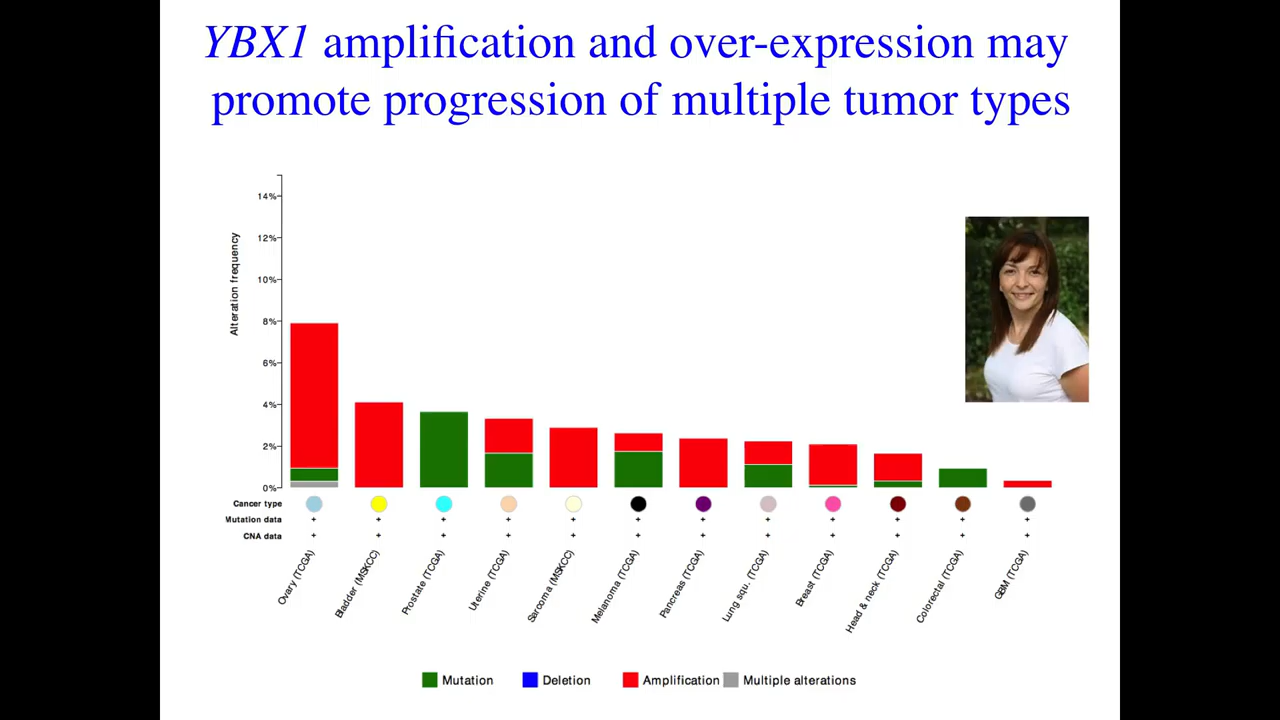 YBX1 amplification and over-expression may
promote progression of multiple tumor types
Alteration frequency
14%
12%
10%
8%
6%
4%
2%
0%
Cancer type
Mutation data + + + + + + + + + + + +
CNA data + + + + + + + + + + + +
Ovary (TCGA)
Bladder (MSKCC)
Prostate (TCGA)
Uterine (TCGA)
Sarcoma (MSKCC)
Melanoma (TCGA)
Pancreas (TCGA)
Lung squ. (TCGA)
Breast (TCGA)
Head & neck (TCGA)
Colorectal (TCGA)
GBM (TCGA)
Mutation Deletion Amplification Multiple alterations